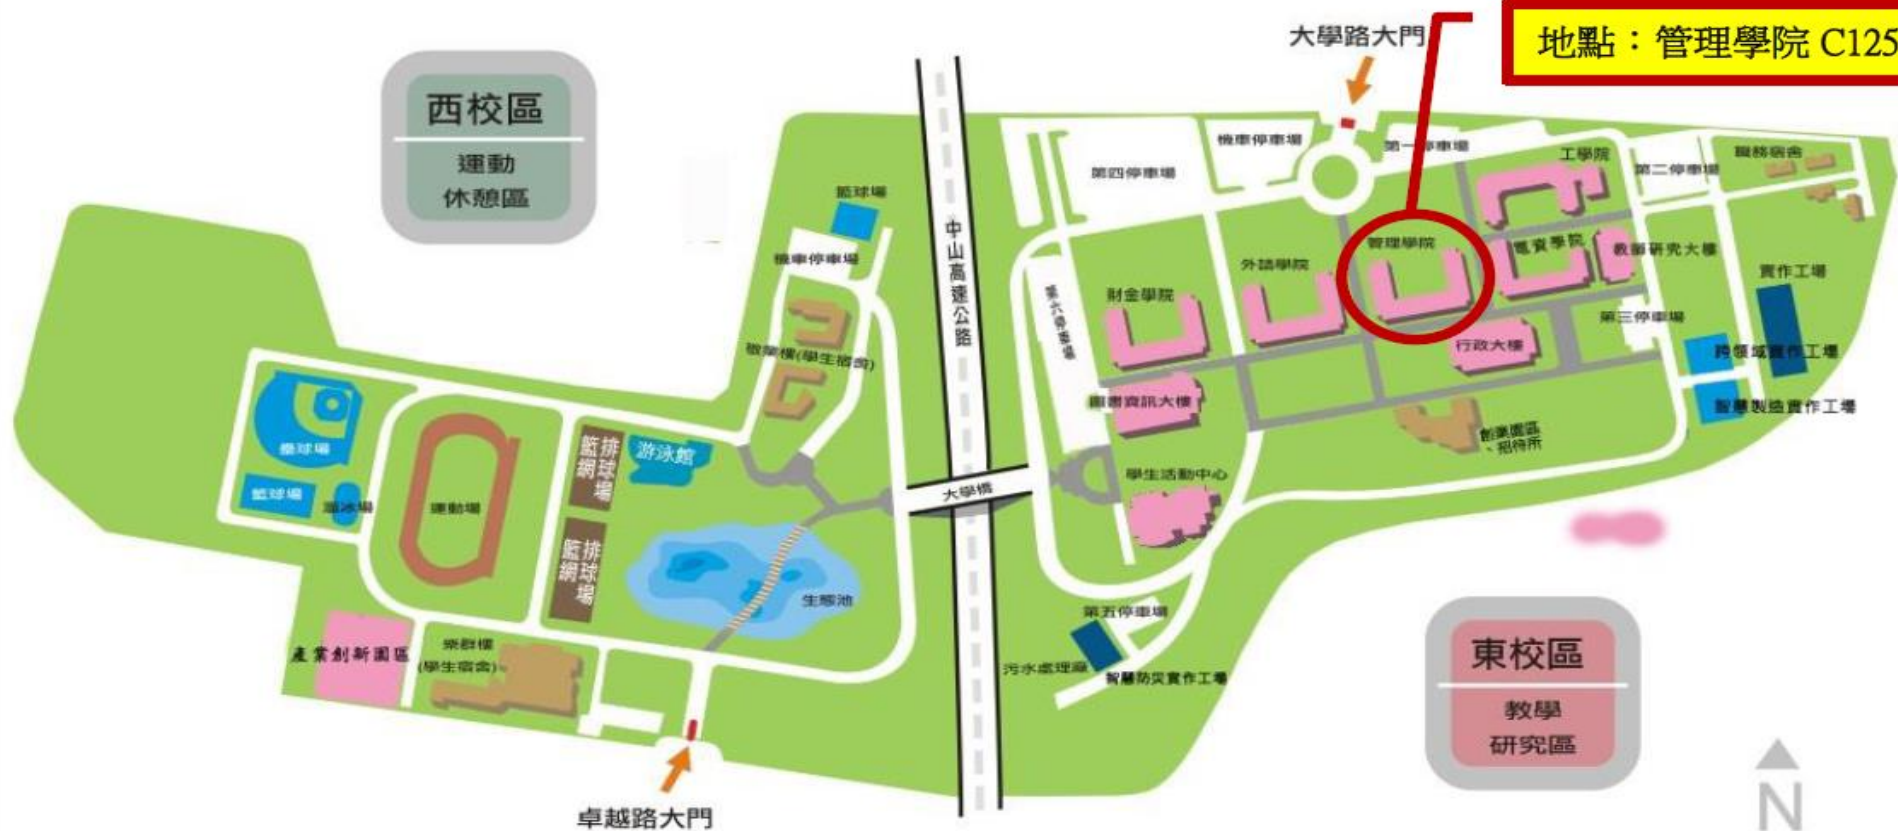 大學路大門
地點：管理學院 C125
西校區
運動
休憩區
籃球場
機車停車場
敬業樓(學生宿舍)
中山高速公路
第四停車場
機車停車場
第一停車場
工學院
第二停車場
職務宿舍
管理學院
電資學院
教師研究大樓
實作工場
外語學院
財金學院
第六停車場
第三停車場
行政大樓
跨領域實作工場
智慧製造實作工場
圖書資訊大樓
創業園區
、招待所
學生活動中心
大學橋
壘球場
籃球場
溜冰場
運動場
排球場
籃網
游泳館
排球場
籃網
生態池
產業創新園區
樂群樓
(學生宿舍)
第五停車場
污水處理廠
智慧防災實作工場
卓越路大門
東校區
教學
研究區
N